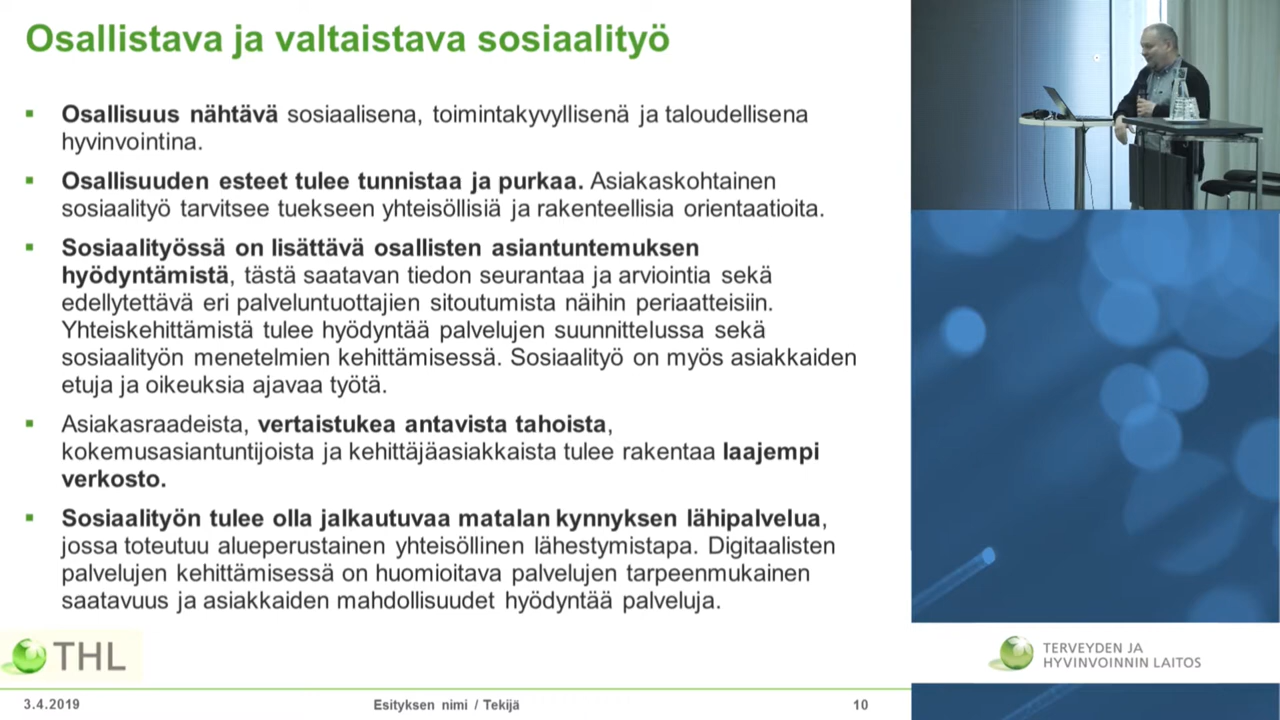 Osallistava ja valtaistava sosiaalityö
Osallisuus nähtävä sosiaalisena, toimintakyvyllisenä ja taloudellisena
hyvinvointina.
Osallisuuden esteet tulee tunnistaa ja purkaa. Asiakaskohtainen
sosiaalityö tarvitsee tuekseen yhteisöllisiä ja rakenteellisia orientaatioita.
Sosiaalityössä on lisättävä osallisten asiantuntemuksen
hyödyntämistä, tästä saatavan tiedon seurantaa ja arviointia sekä
edellytettävä eri palveluntuottajien sitoutumista näihin periaatteisiin.
Yhteiskehittämistä tulee hyödyntää palvelujen suunnittelussa sekä
sosiaalityön menetelmien kehittämisessä. Sosiaalityö on myös asiakkaiden
etuja ja oikeuksia ajavaa työtä.
Asiakasraadeista, vertaistukea antavista tahoista,
kokemusasiantuntijoista ja kehittäjäasiakkaista tulee rakentaa laajempi
verkosto.
Sosiaalityön tulee olla jalkautuvaa matalan kynnyksen lähipalvelua,
jossa toteutuu alueperustainen yhteisöllinen lähestymistapa. Digitaalisten
palvelujen kehittämisessä on huomioitava palvelujen tarpeenmukainen
saatavuus ja asiakkaiden mahdollisuudet hyödyntää palveluja.
THL
3.4.2019
Esityksen nimi / Tekijä
10
TERVEYDEN JA
HYVINVOINNIN LAITOS